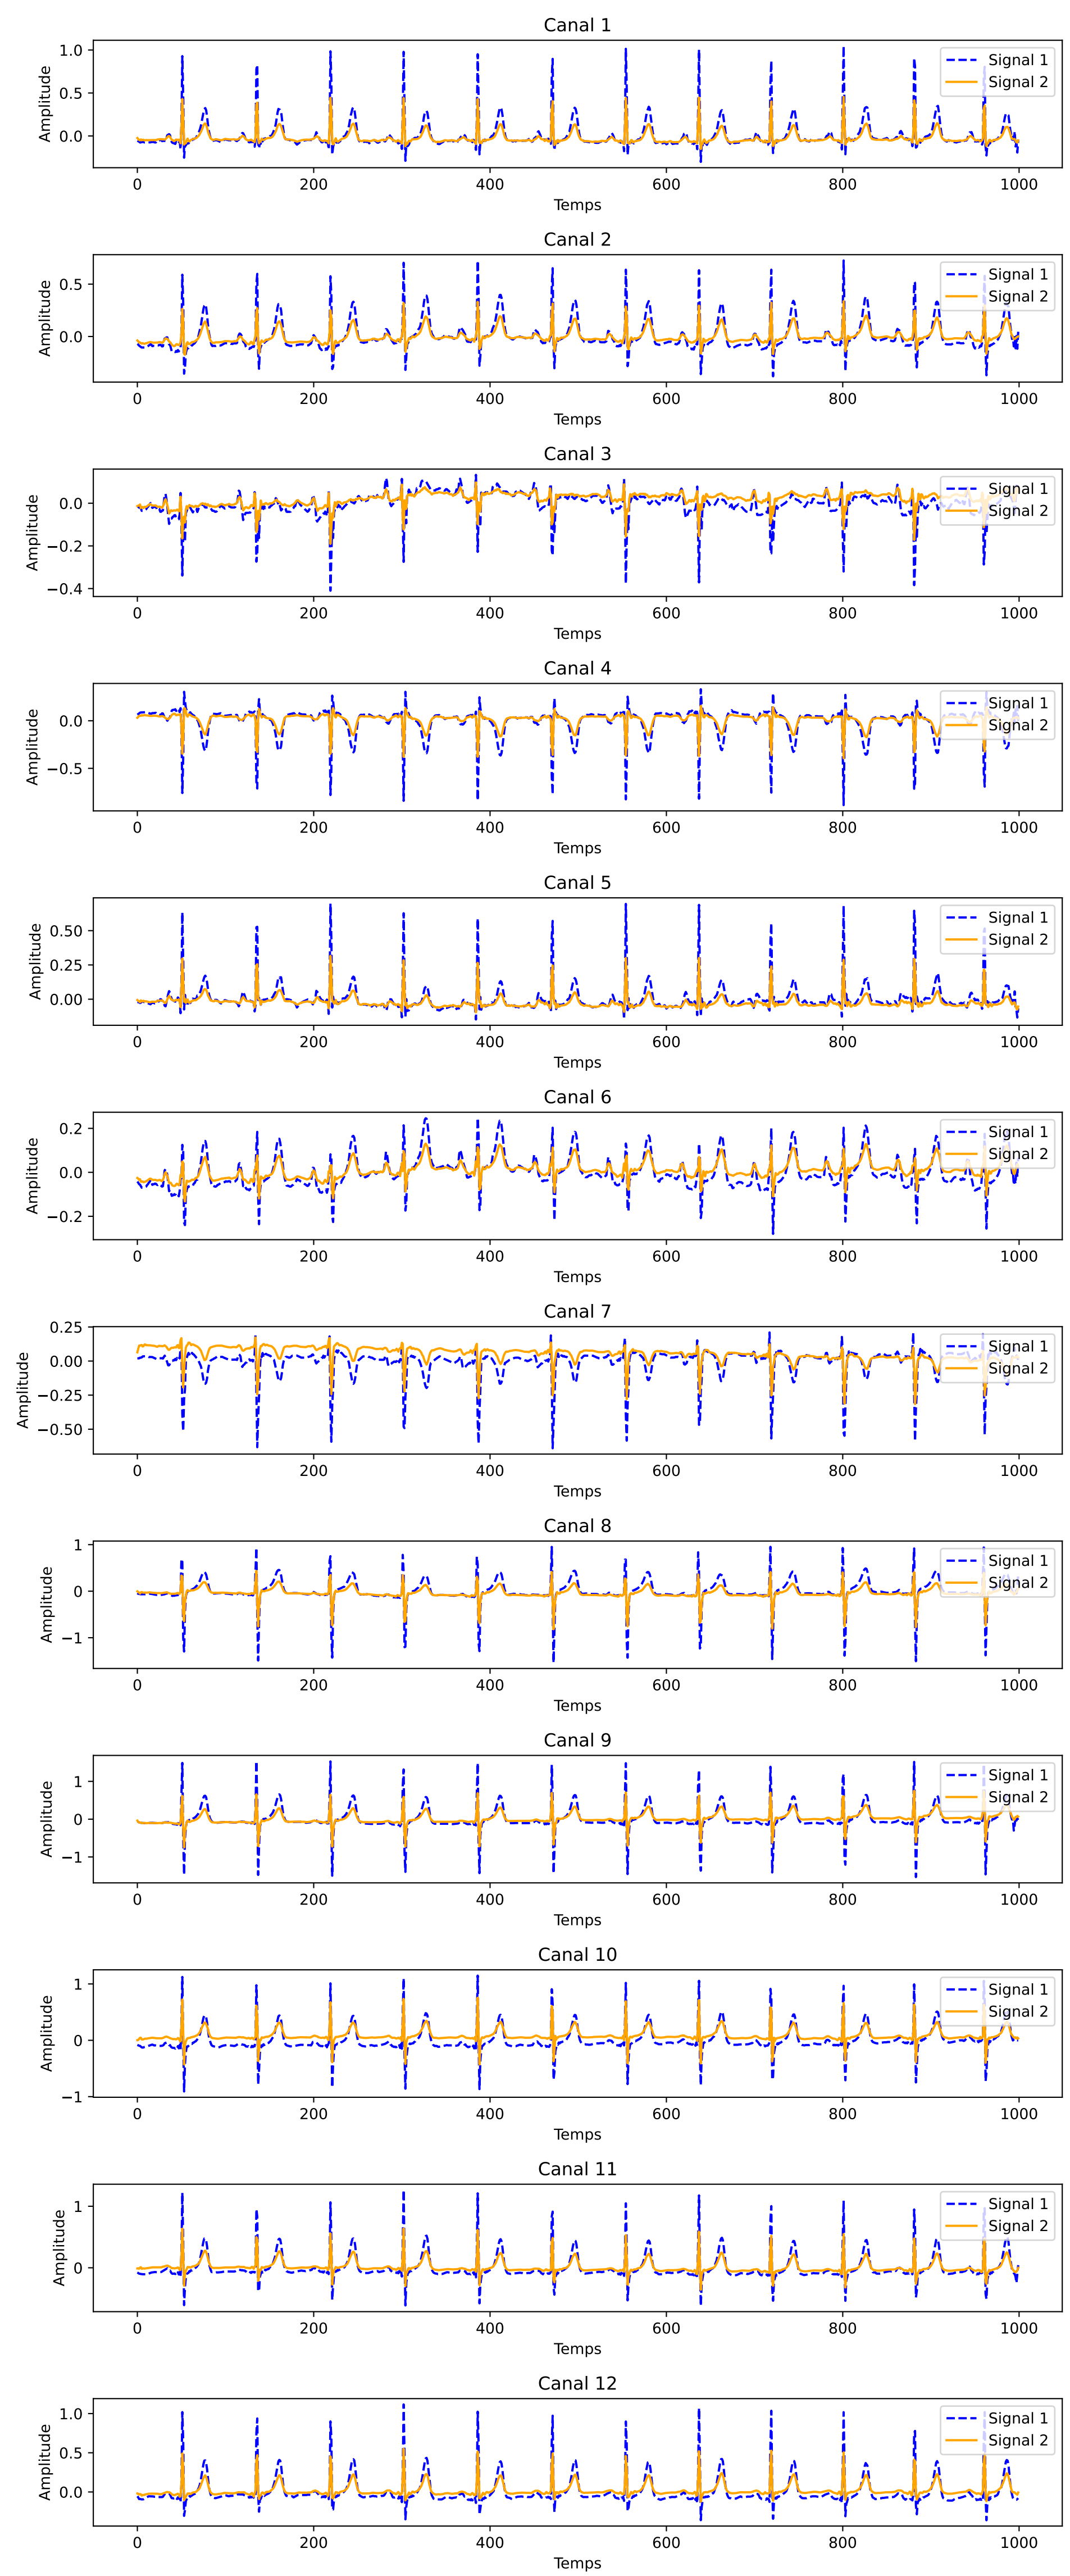 Canal 1
1.0
0.5
0.0
Amplitude
Signal 1
Signal 2
0 200 400 600 800 1000
Temps
Canal 2
0.5
0.0
Amplitude
Signal 1
Signal 2
0 200 400 600 800 1000
Temps
Canal 3
0.0
−0.2
−0.4
Amplitude
Signal 1
Signal 2
0 200 400 600 800 1000
Temps
Canal 4
0.0
−0.5
Amplitude
Signal 1
Signal 2
0 200 400 600 800 1000
Temps
Canal 5
0.50
0.25
0.00
Amplitude
Signal 1
Signal 2
0 200 400 600 800 1000
Temps
Canal 6
0.2
0.0
−0.2
Amplitude
Signal 1
Signal 2
0 200 400 600 800 1000
Temps
Canal 7
0.25
0.00
−0.25
−0.50
Amplitude
Signal 1
Signal 2
0 200 400 600 800 1000
Temps
Canal 8
1
0
−1
Amplitude
Signal 1
Signal 2
0 200 400 600 800 1000
Temps
Canal 9
1
0
−1
Amplitude
Signal 1
Signal 2
0 200 400 600 800 1000
Temps
Canal 10
1
0
−1
Amplitude
Signal 1
Signal 2
0 200 400 600 800 1000
Temps
Canal 11
1
0
Amplitude
Signal 1
Signal 2
0 200 400 600 800 1000
Temps
Canal 12
1.0
0.5
0.0
Amplitude
Signal 1
Signal 2
0 200 400 600 800 1000
Temps